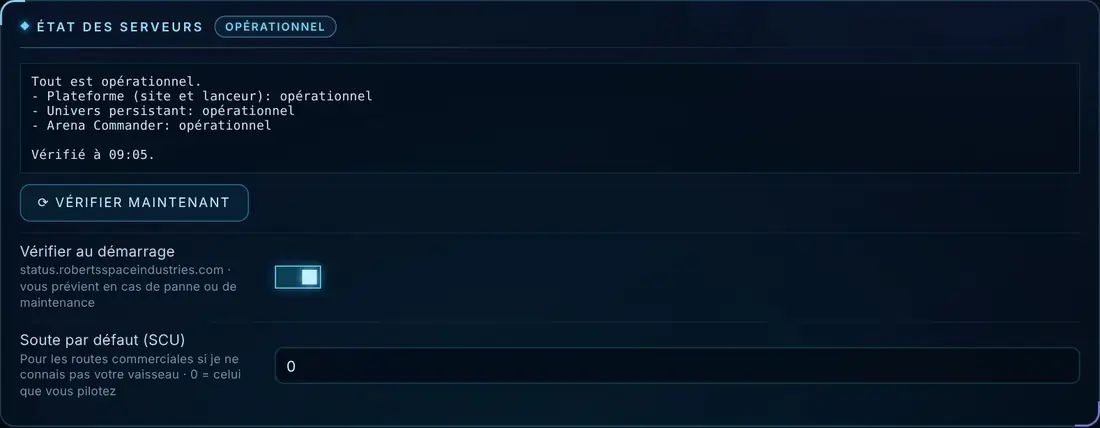 ÉTAT DES SERVEURS OPÉRATIONNEL
Tout est opérationnel.
- Plateforme (site et lanceur): opérationnel
- Univers persistant: opérationnel
- Arena Commander: opérationnel
Vérifié à 09:05.
⟳ VÉRIFIER MAINTENANT
Vérifier au démarrage
status.robertsspaceindustries.com ·
vous prévient en cas de panne ou de
maintenance
Soute par défaut (SCU)
Pour les routes commerciales si je ne
connais pas votre vaisseau · 0 = celui
que vous pilotez
0